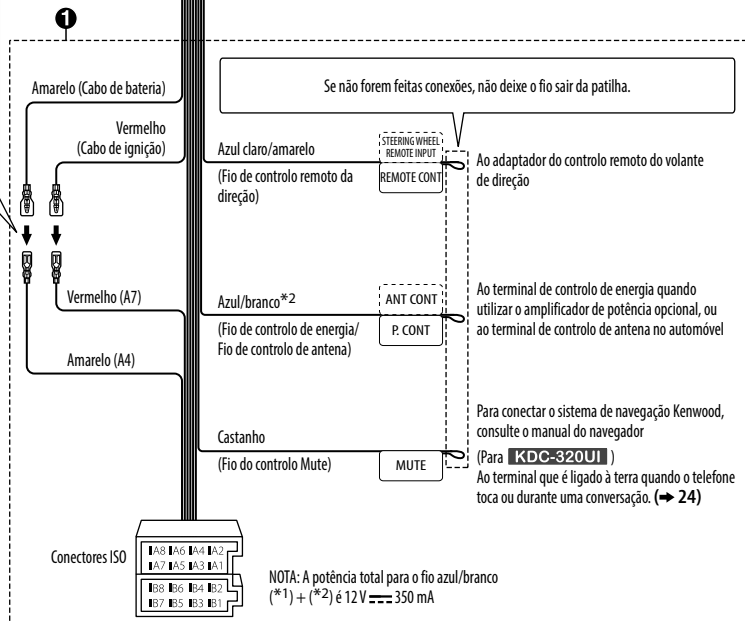 1
Amarelo (Cabo de bateria)
Vermelho
(Cabo de ignição)
Se não forem feitas conexões, não deixe o fio sair da patilha.
Azul claro/amarelo
(Fio de controlo remoto da
direção)
STEERING WHEEL
REMOTE INPUT
REMOTE CONT
Ao adaptador do controlo remoto do volante
de direção
Vermelho (A7)
Amarelo (A4)
Azul/branco*2
(Fio de controlo de energia/
Fio de controlo de antena)
ANT CONT
P. CONT
Ao terminal de controlo de energia quando
utilizar o amplificador de potência opcional, ou
ao terminal de controlo de antena no automóvel
Castanho
(Fio do controlo Mute)
MUTE
Para conectar o sistema de navegação Kenwood,
consulte o manual do navegador
(Para KDC-320UI )
Ao terminal que é ligado à terra quando o telefone
toca ou durante uma conversação. (➜ 24)
Conectores ISO
A8 A6 A4 A2
A7 A5 A3 A1
B8 B6 B4 B2
B7 B5 B3 B1
NOTA: A potência total para o fio azul/branco
(*1) + (*2) é 12 V ⎓ 350 mA